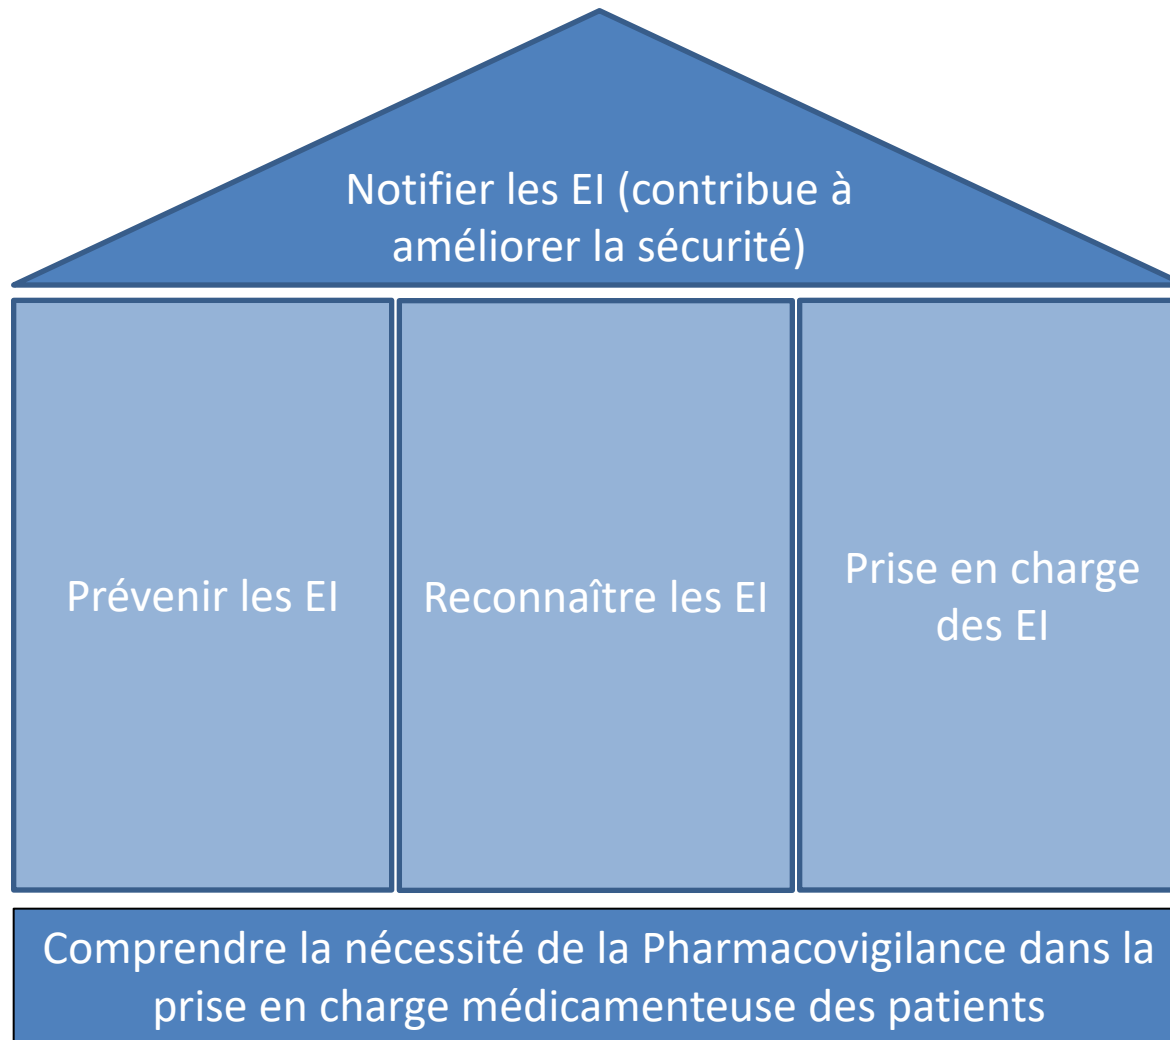 Notifier les EI (contribue à
améliorer la sécurité)
Prévenir les EI
Reconnaître les EI
Prise en charge
des EI
Comprendre la nécessité de la Pharmacovigilance dans la
prise en charge médicamenteuse des patients